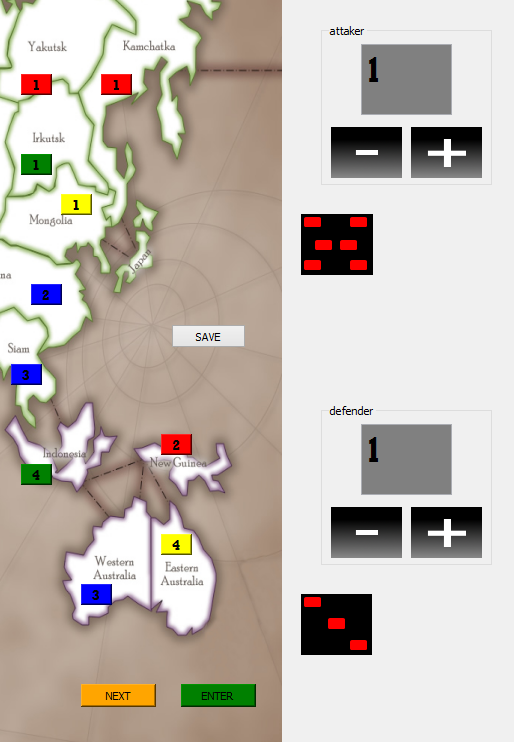 Yakutsk
Kamchatka
1
1
Irkutsk
1
1
Mongolia
Japan
na
2
SAVE
Siam
3
2
Indonesia
New Guinea
4
4
Western
Australia
Eastern
Australia
3
NEXT
ENTER
attaker
1
defender
1